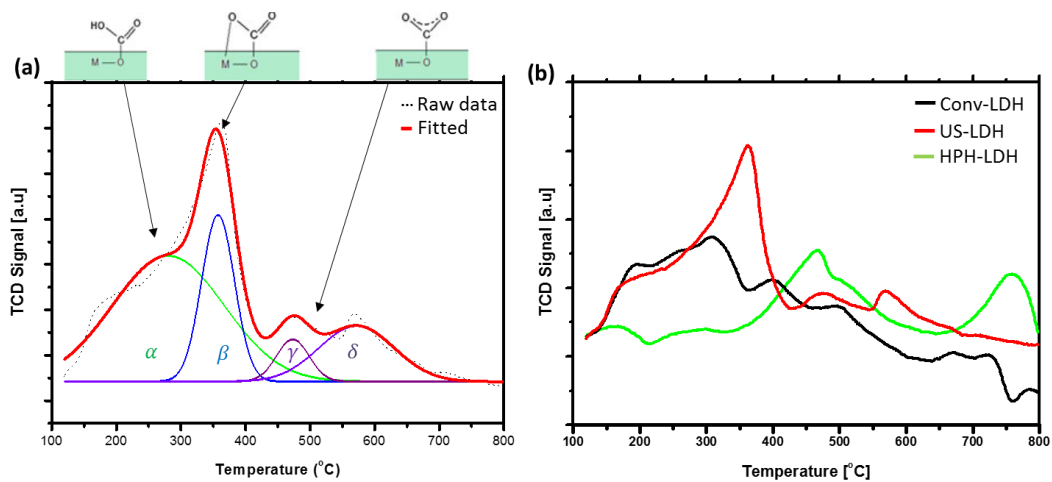 HO
O
C
M
O
O
O
C
M
O
O
O
C
M
O
(a)
Raw data
Fitted
TCD Signal [a.u]
α
β
γ
δ
100 200 300 400 500 600 700 800
Temperature (°C)
(b)
Conv-LDH
US-LDH
HPH-LDH
TCD Signal [a.u]
100 200 300 400 500 600 700 800
Temperature [°C]